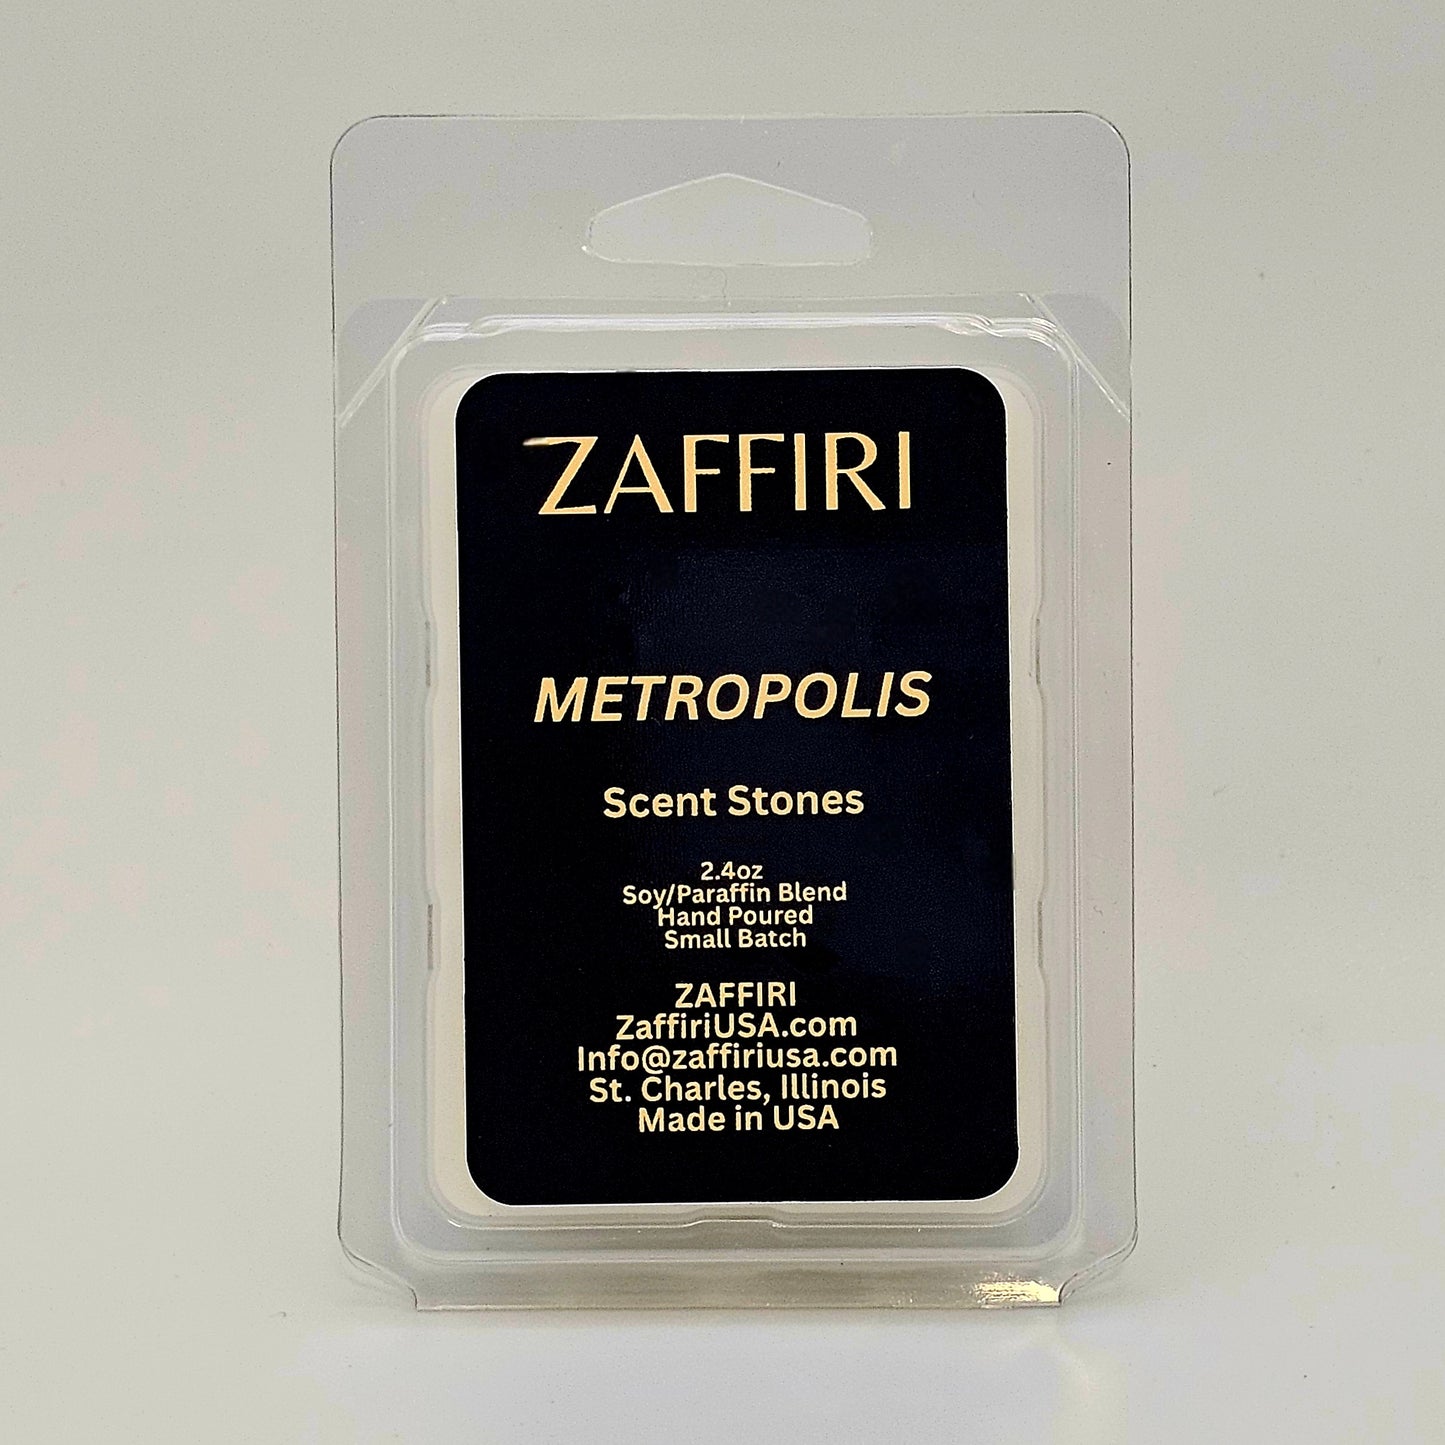 ZAFFIRI
METROPOLIS
Scent Stones
2.4oz
Soy/Paraffin Blend
Hand Poured
Small Batch
ZAFFIRI
ZaffiriUSA.com
Info@zaffiriusa.com
St. Charles, Illinois
Made in USA